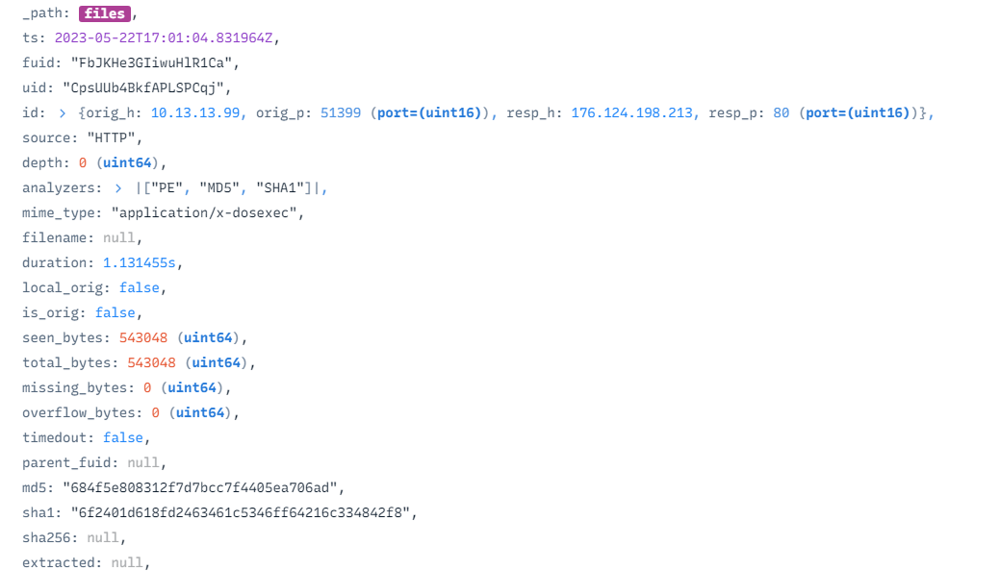 _path: files,
ts: 2023-05-22T17:01:04.831964Z,
fuid: "FbJKHe3GIiwuHlR1Ca",
uid: "CpsUUb4BkfAPLSPCqj",
id: > {orig_h: 10.13.13.99, orig_p: 51399 (port=(uint16)), resp_h: 176.124.198.213, resp_p: 80 (port=(uint16))},
source: "HTTP",
depth: 0 (uint64),
analyzers: > |["PE", "MD5", "SHA1"]|,
mime_type: "application/x-dosexec",
filename: null,
duration: 1.131455s,
local_orig: false,
is_orig: false,
seen_bytes: 543048 (uint64),
total_bytes: 543048 (uint64),
missing_bytes: 0 (uint64),
overflow_bytes: 0 (uint64),
timedout: false,
parent_fuid: null,
md5: "684f5e808312f7d7bcc7f4405ea706ad",
sha1: "6f2401d618fd2463461c5346ff64216c334842f8",
sha256: null,
extracted: null,